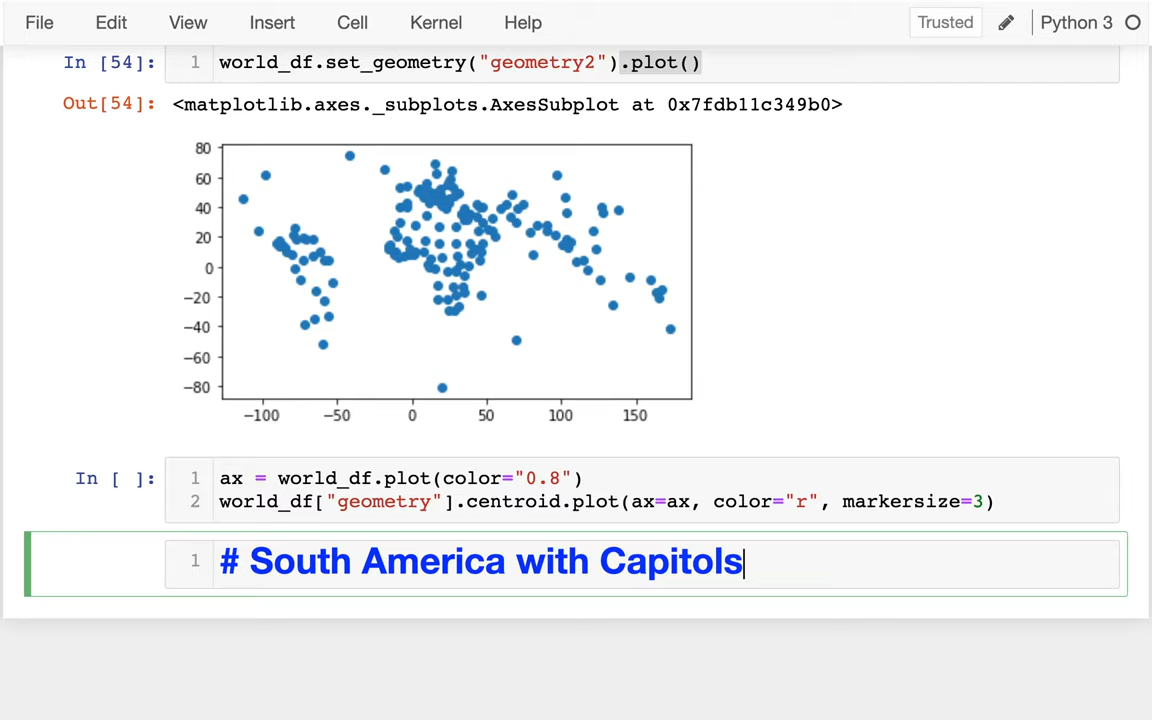 File Edit View Insert Cell Kernel Help Trusted Python 3
In [54]: 1 world_df.set_geometry("geometry2").plot()
Out[54]: <matplotlib.axes._subplots.AxesSubplot at 0x7fdb11c349b0>
80
60
40
20
0
−20
−40
−60
−80
−100 −50 0 50 100 150
In [ ]: 1 ax = world_df.plot(color="0.8")
2 world_df["geometry"].centroid.plot(ax=ax, color="r", markersize=3)
1 # South America with Capitols